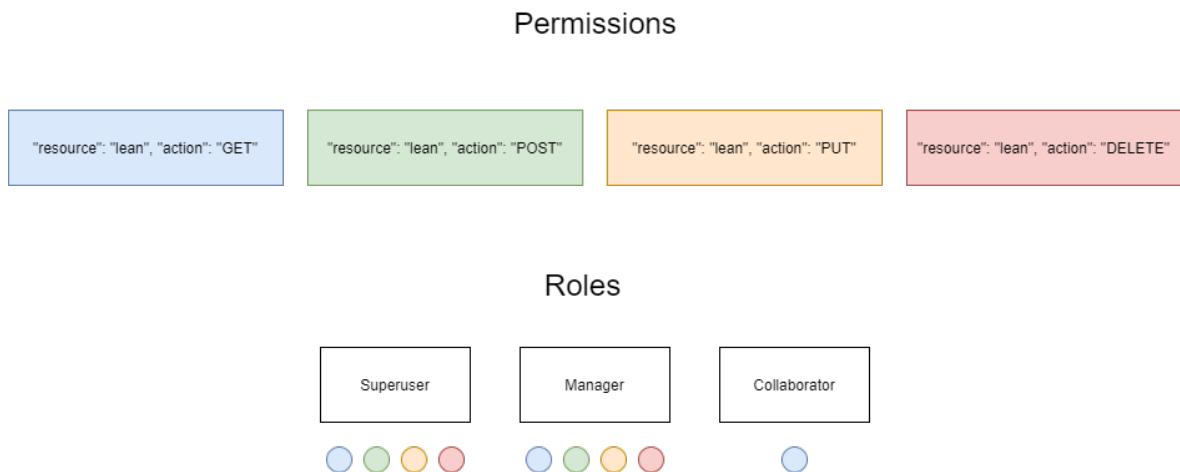 Permissions
"resource": "lean", "action": "GET"
"resource": "lean", "action": "POST"
"resource": "lean", "action": "PUT"
"resource": "lean", "action": "DELETE"
Roles
Superuser
Manager
Collaborator